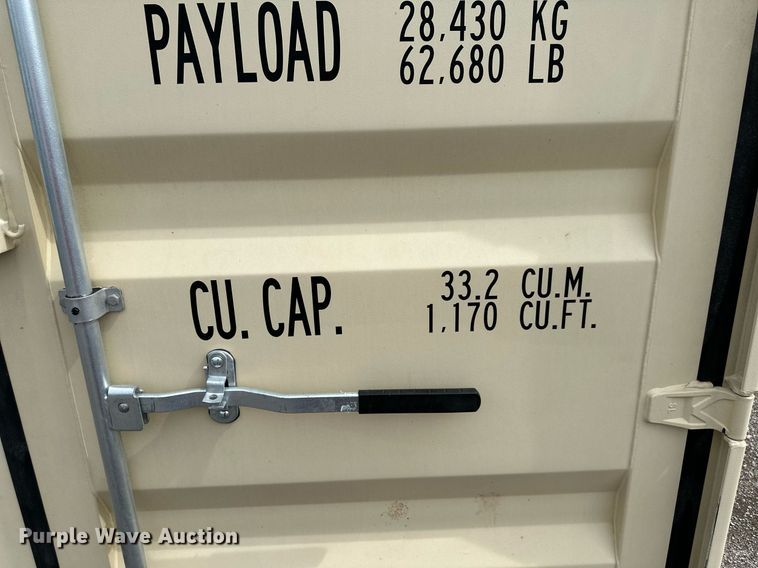 PAYLOAD 28,430 KG
62,680 LB
CU. CAP. 33.2 CU.M.
1,170 CU.FT.
Purple Wave Auction